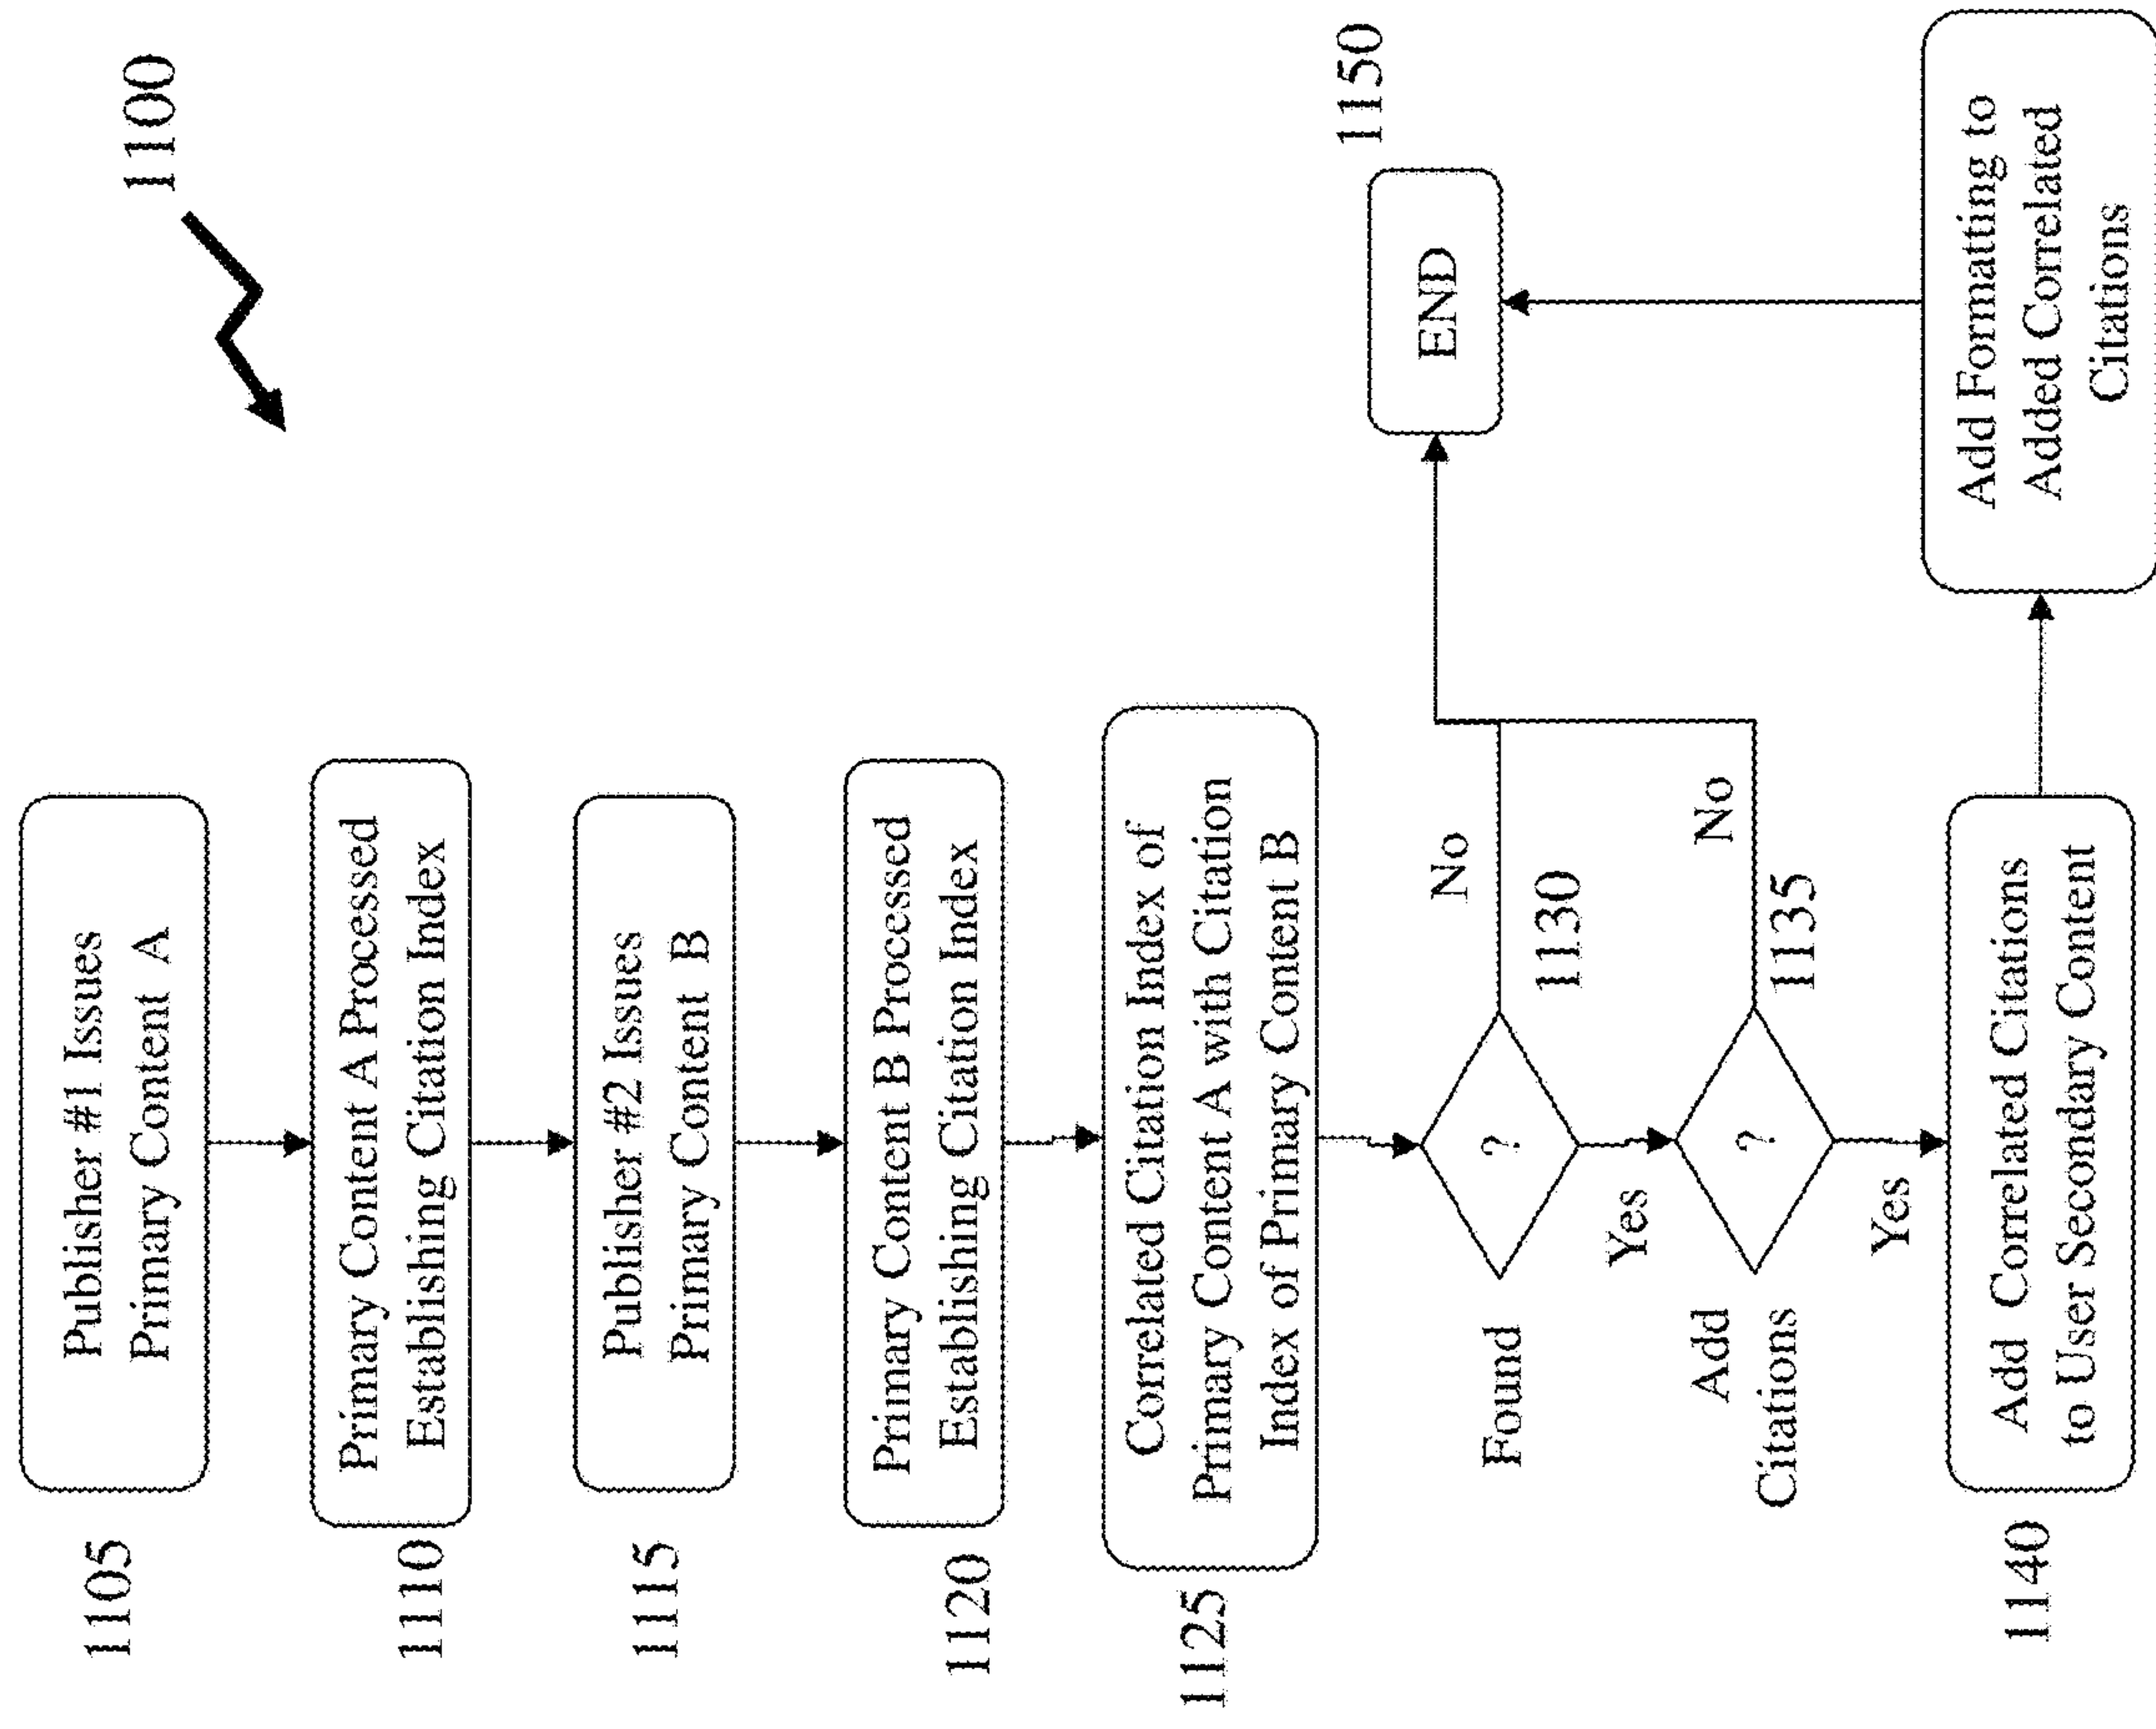 1100
1105
Publisher #1 Issues
Primary Content A
1110
Primary Content A Processed
Establishing Citation Index
1115
Publisher #2 Issues
Primary Content B
1120
Primary Content B Processed
Establishing Citation Index
1125
Correlated Citation Index of
Primary Content A with Citation
Index of Primary Content B
Found
?
No
1130
Yes
Add
Citations
?
No
1135
Yes
1140
Add Correlated Citations
to User Secondary Content
Add Formatting to
Added Correlated
Citations
END
1150